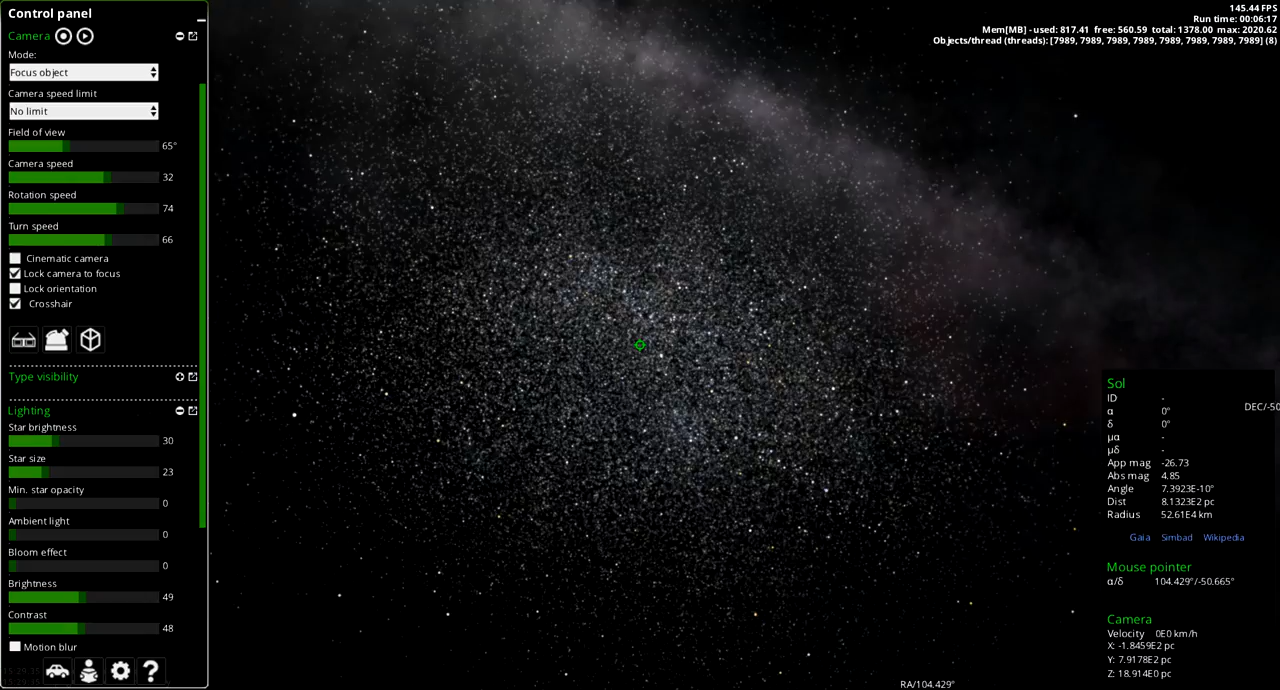 Control panel
Camera
Mode:
Focus object
Camera speed limit
No limit
Field of view
65°
Camera speed
32
Rotation speed
74
Turn speed
66
Cinematic camera
Lock camera to focus
Lock orientation
Crosshair
Type visibility
Lighting
Star brightness
30
Star size
23
Min. star opacity
0
Ambient light
0
Bloom effect
0
Brightness
49
Contrast
48
Motion blur
145.44 FPS
Run time: 00:06:17
Mem[MB] - used: 817.41 free: 560.59 total: 1378.00 max: 2020.62
Objects/thread (threads): [7989, 7989, 7989, 7989, 7989, 7989, 7989, 7989] (8)
Sol
ID -
α 0°
δ 0°
μα -
μδ -
App mag -26.73
Abs mag 4.85
Angle 7.3923E-10°
Dist 8.1323E2 pc
Radius 52.61E4 km
Gaia Simbad Wikipedia
DEC/-50
Mouse pointer
α/δ 104.429°/-50.665°
Camera
Velocity 0E0 km/h
X: -1.8459E2 pc
Y: 7.9178E2 pc
Z: 18.914E0 pc
RA/104.429°